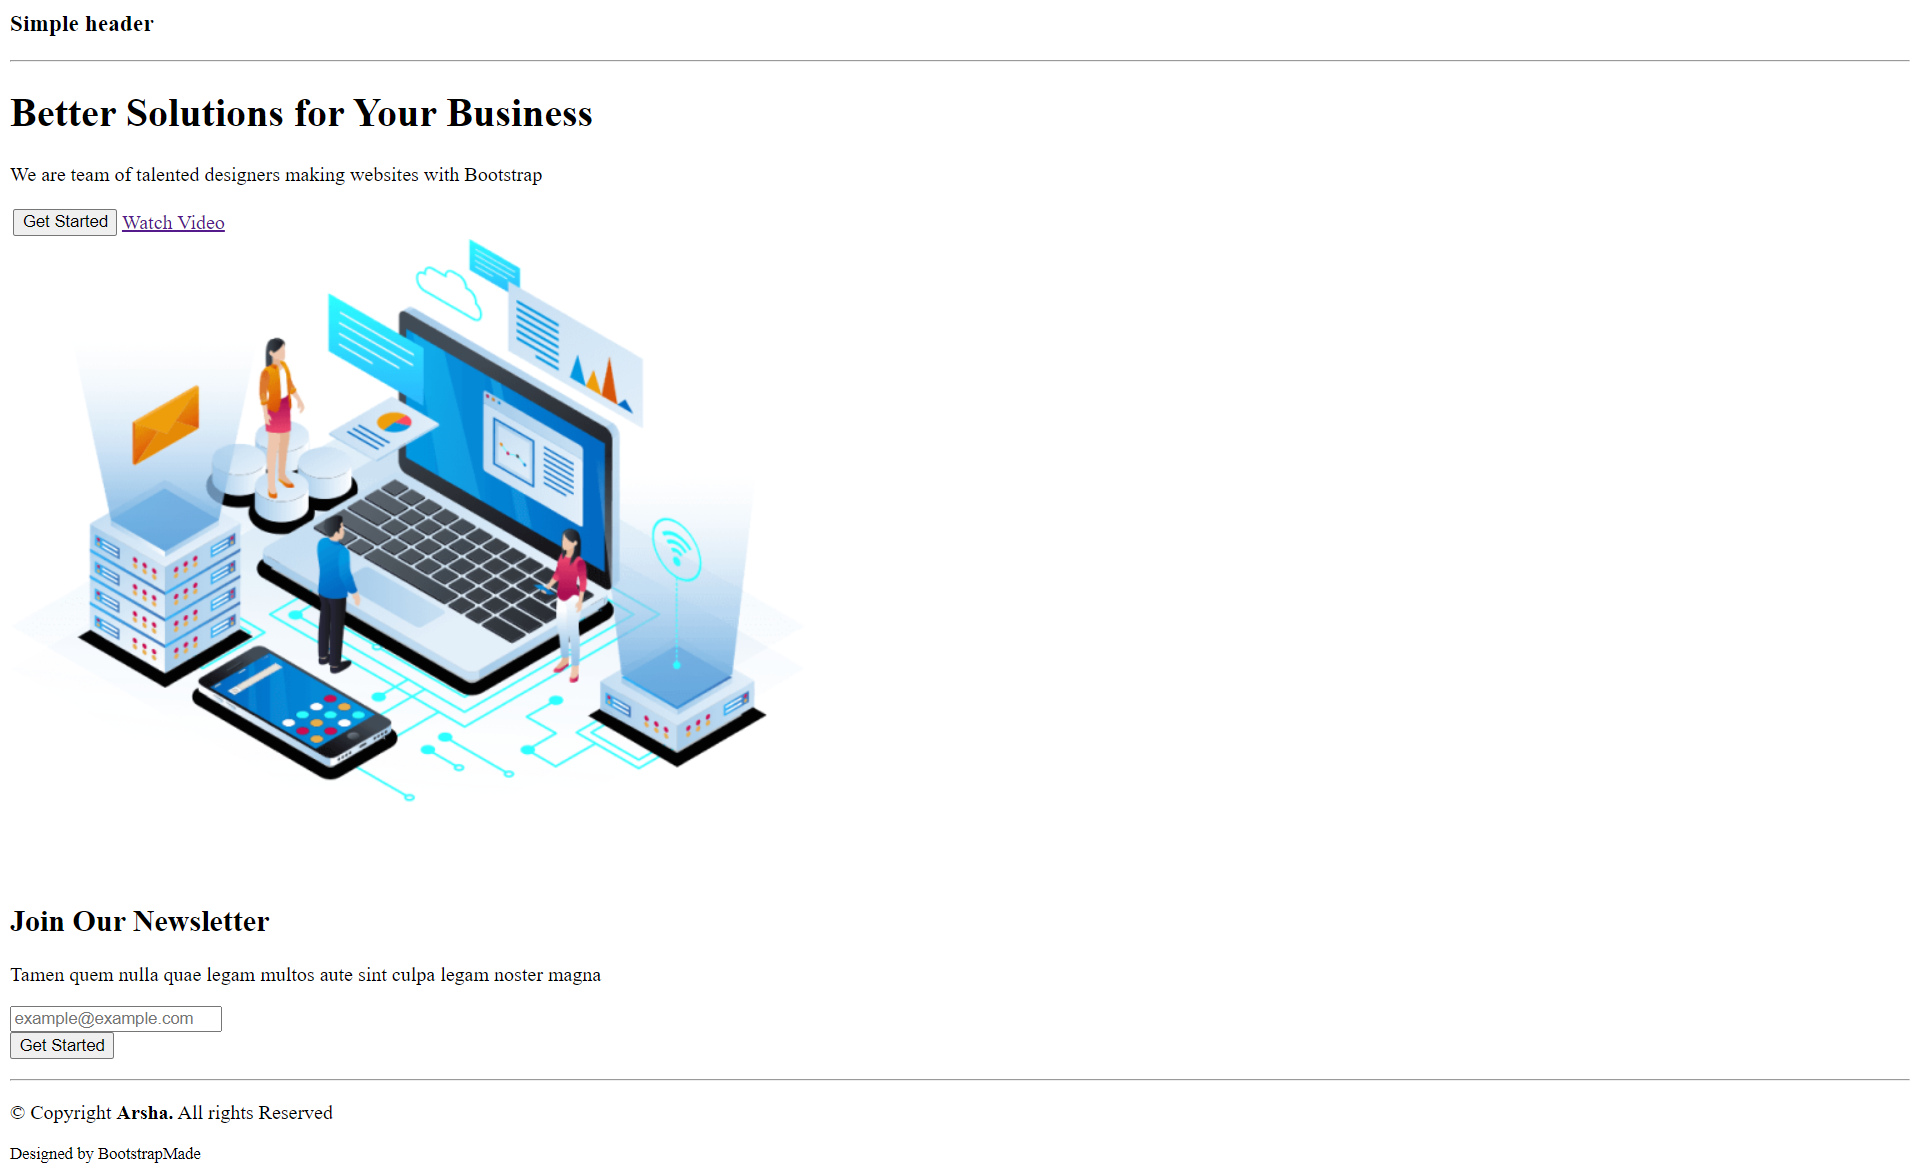 Simple header
Better Solutions for Your Business
We are team of talented designers making websites with Bootstrap
Get Started Watch Video
Join Our Newsletter
Tamen quem nulla quae legam multos aute sint culpa legam noster magna
example@example.com
Get Started
© Copyright Arsha. All rights Reserved
Designed by BootstrapMade